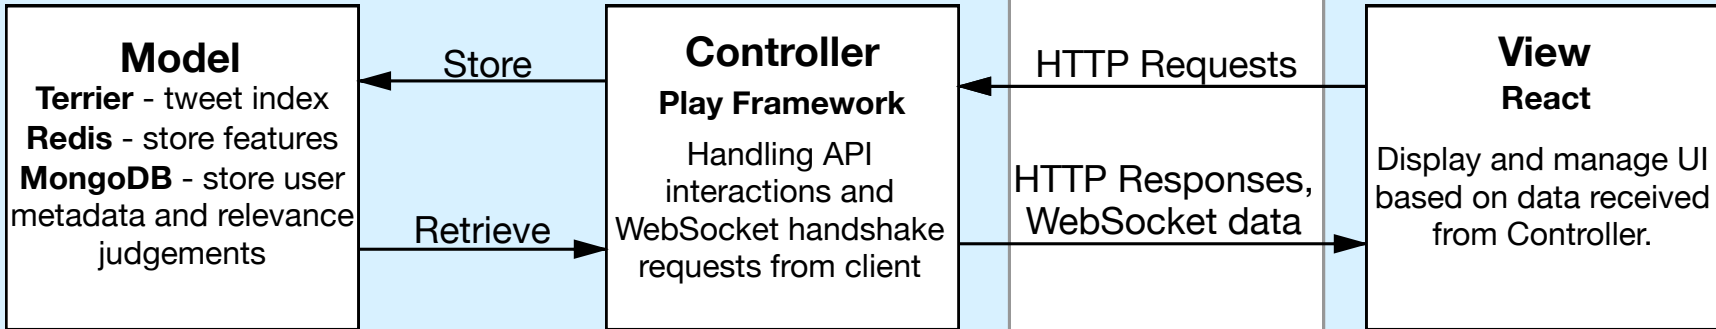 Model
Terrier - tweet index
Redis - store features
MongoDB - store user
metadata and relevance
judgements
Store
Retrieve
Controller
Play Framework
Handling API
interactions and
WebSocket handshake
requests from client
HTTP Requests
HTTP Responses,
WebSocket data
View
React
Display and manage UI
based on data received
from Controller.